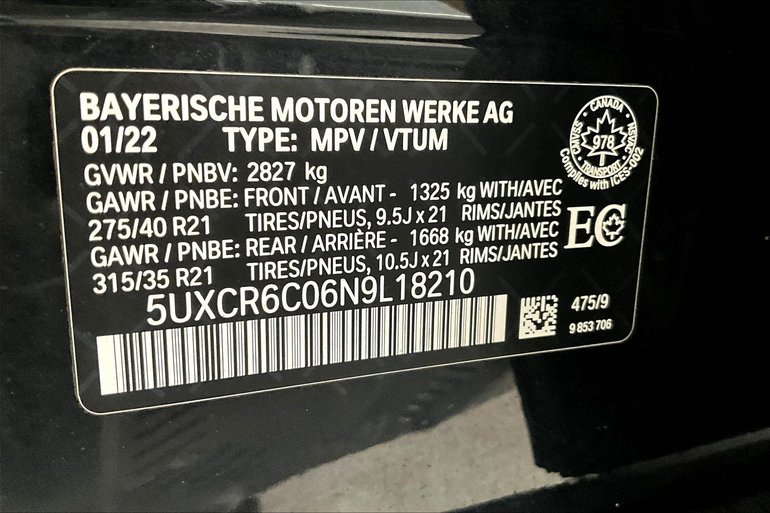 BAYERISCHE MOTOREN WERKE AG
01/22 TYPE: MPV / VTUM
GVWR / PNBV: 2827 kg
GAWR / PNBE: FRONT / AVANT - 1325 kg WITH/AVEC
275/40 R21 TIRES/PNEUS, 9.5J x 21 RIMS/JANTES
GAWR / PNBE: REAR / ARRIÈRE - 1668 kg WITH/AVEC
315/35 R21 TIRES/PNEUS, 10.5J x 21 RIMS/JANTES
5UXCR6C06N9L18210
CANADA
CMVSS
NSVAC
978
TRANSPORT
Complies with ICES-002
EC
475/9
9 853 706